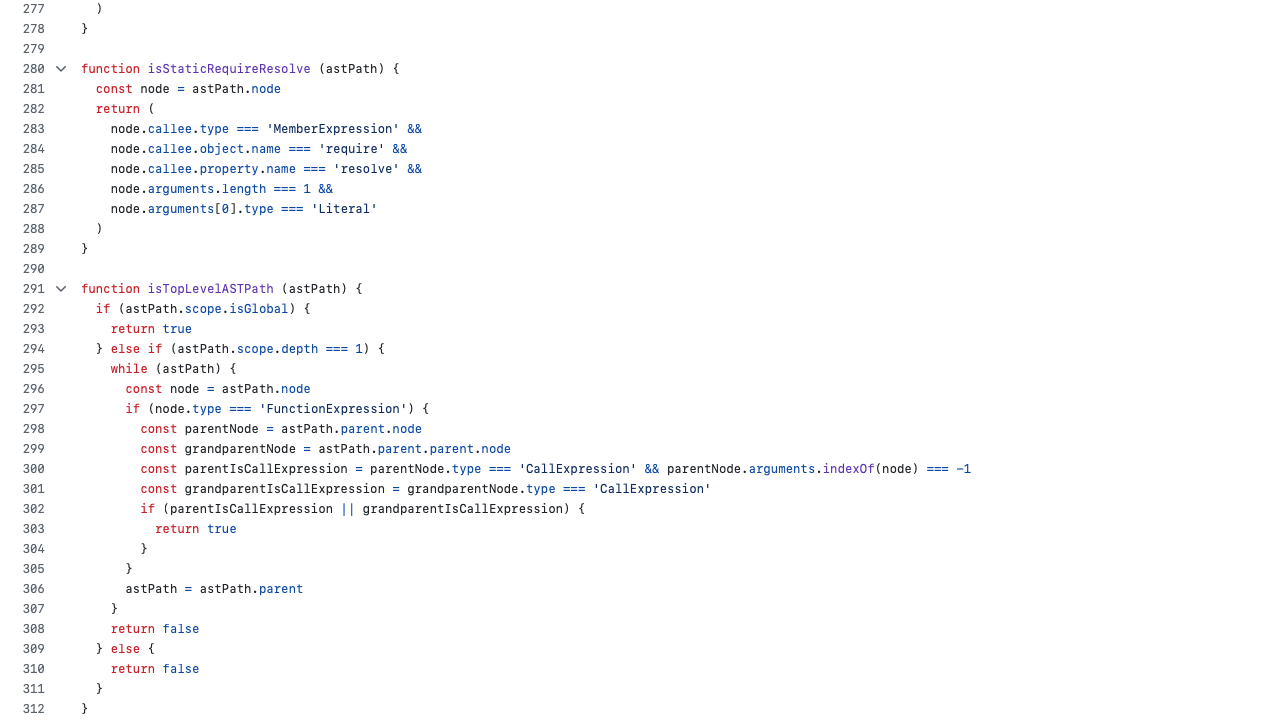 277 )
278 }
279
280 function isStaticRequireResolve (astPath) {
281 const node = astPath.node
282 return (
283 node.callee.type === 'MemberExpression' &&
284 node.callee.object.name === 'require' &&
285 node.callee.property.name === 'resolve' &&
286 node.arguments.length === 1 &&
287 node.arguments[0].type === 'Literal'
288 )
289 }
290
291 function isTopLevelASTPath (astPath) {
292 if (astPath.scope.isGlobal) {
293 return true
294 } else if (astPath.scope.depth === 1) {
295 while (astPath) {
296 const node = astPath.node
297 if (node.type === 'FunctionExpression') {
298 const parentNode = astPath.parent.node
299 const grandparentNode = astPath.parent.parent.node
300 const parentIsCallExpression = parentNode.type === 'CallExpression' && parentNode.arguments.indexOf(node) === -1
301 const grandparentIsCallExpression = grandparentNode.type === 'CallExpression'
302 if (parentIsCallExpression || grandparentIsCallExpression) {
303 return true
304 }
305 }
306 astPath = astPath.parent
307 }
308 return false
309 } else {
310 return false
311 }
312 }